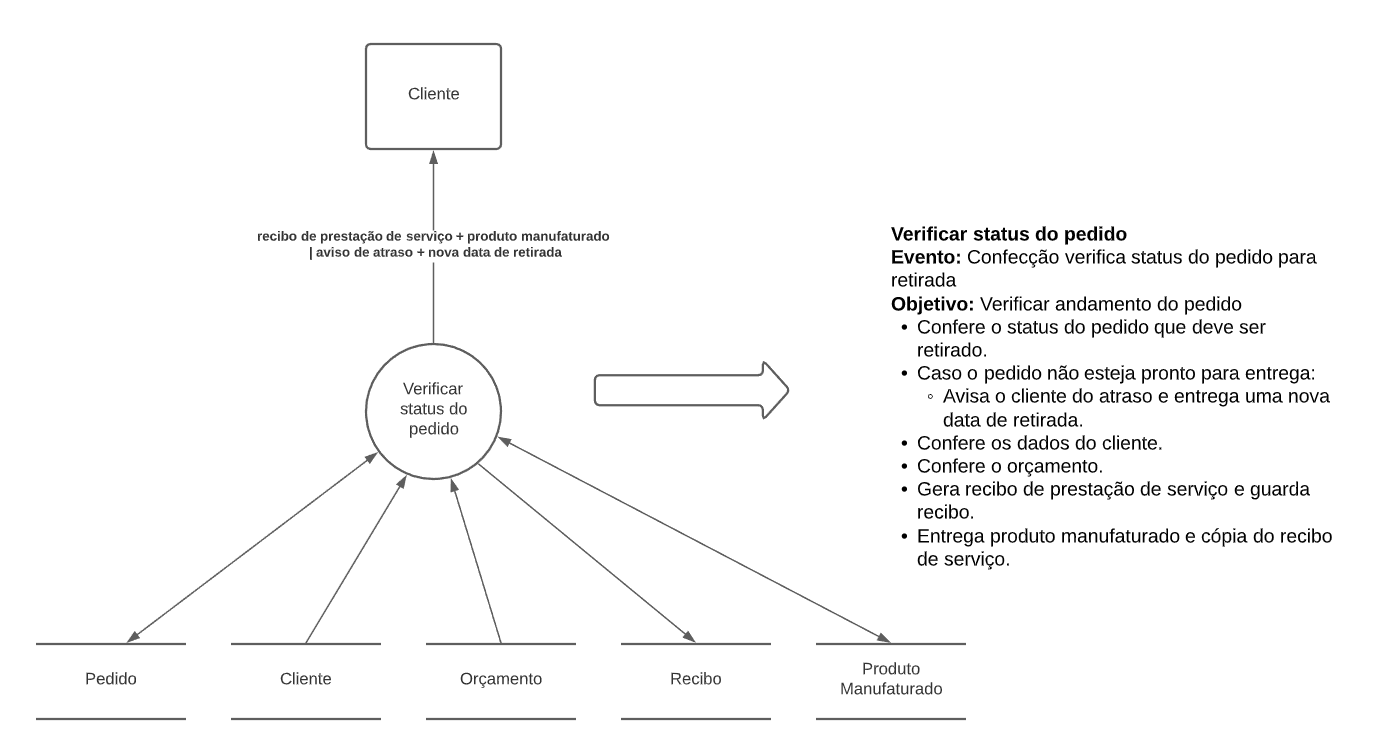 Cliente
recibo de prestação de serviço + produto manufaturado
| aviso de atraso + nova data de retirada
Verificar
status do
pedido
Verificar status do pedido
Evento: Confecção verifica status do pedido para
retirada
Objetivo: Verificar andamento do pedido
• Confere o status do pedido que deve ser
retirado.
• Caso o pedido não esteja pronto para entrega:
◦ Avisa o cliente do atraso e entrega uma nova
data de retirada.
• Confere os dados do cliente.
• Confere o orçamento.
• Gera recibo de prestação de serviço e guarda
recibo.
• Entrega produto manufaturado e cópia do recibo
de serviço.
Pedido
Cliente
Orçamento
Recibo
Produto
Manufaturado